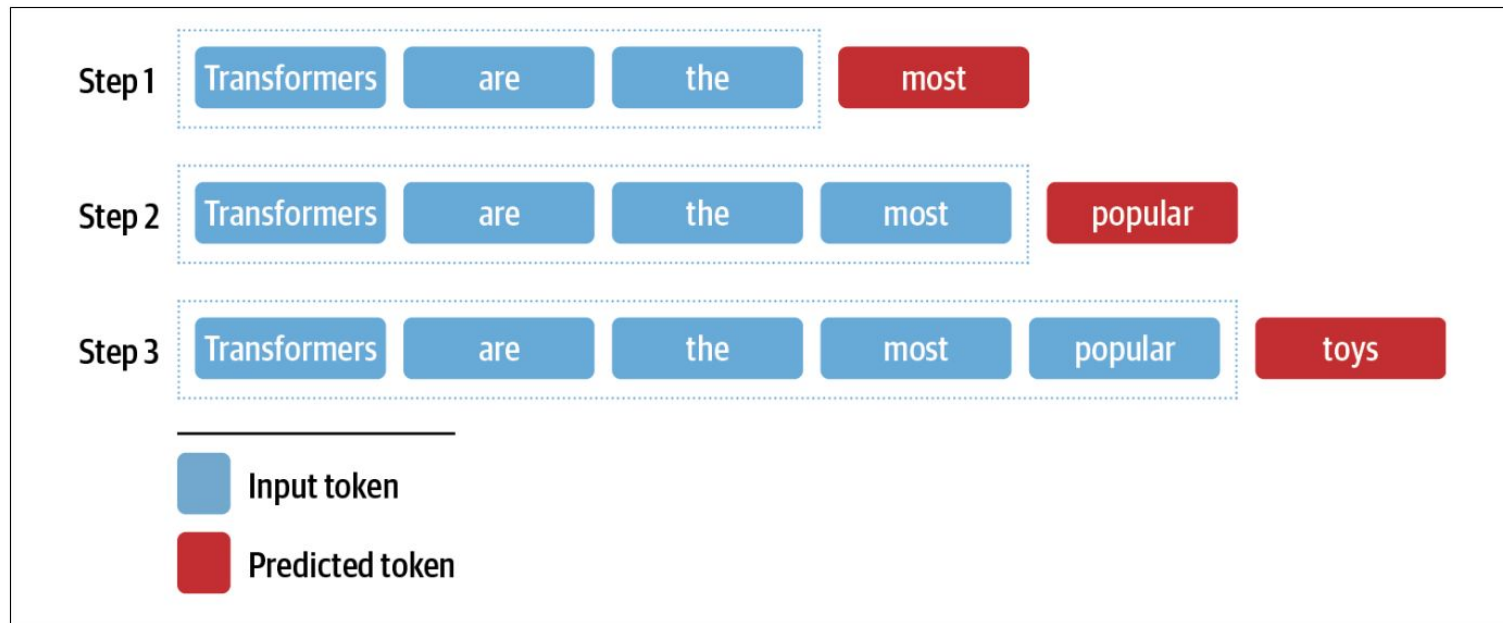 Step 1 Transformers are the most
Step 2 Transformers are the most popular
Step 3 Transformers are the most popular toys
Input token
Predicted token